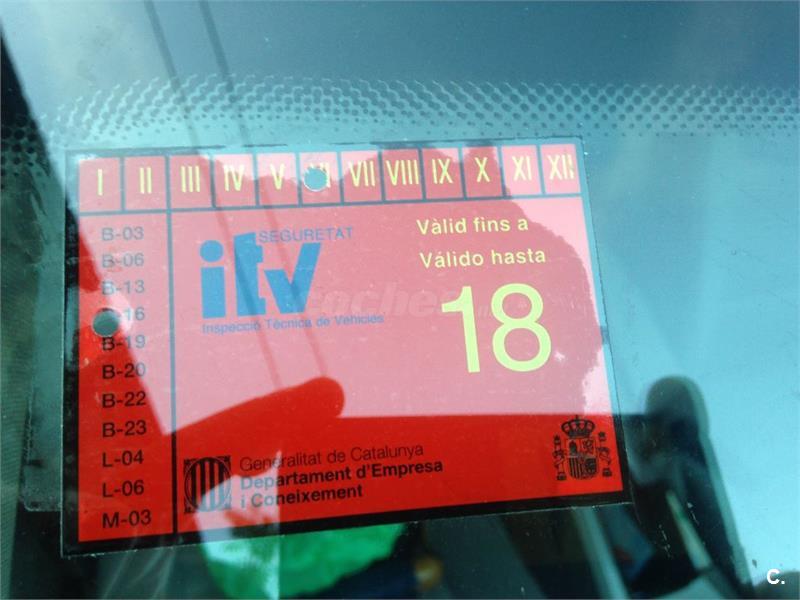 I II III IV V VI VII VIII IX X XI XII
B-03
B-06
B-13
-16
B-19
B-20
B-22
B-23
L-04
L-06
M-03
SEGURETAT
itv
Inspecció Tècnica de Vehicles
Vàlid fins a
Válido hasta
18
Generalitat de Catalunya
Departament d'Empresa
i Coneixement
C.